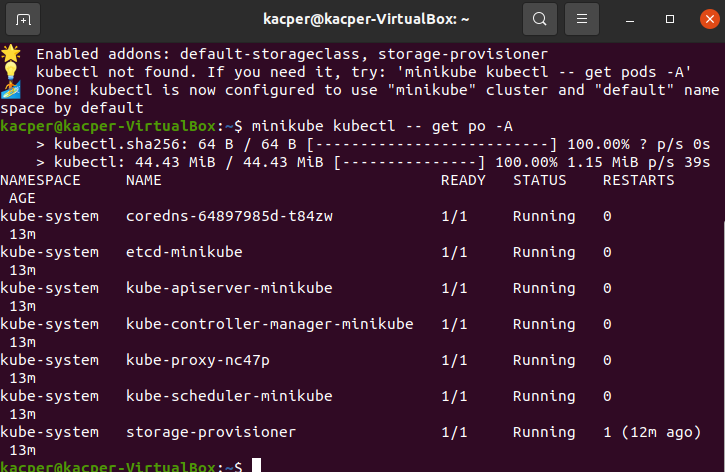 kacper@kacper-VirtualBox: ~
Enabled addons: default-storageclass, storage-provisioner
kubectl not found. If you need it, try: 'minikube kubectl -- get pods -A'
Done! kubectl is now configured to use "minikube" cluster and "default" name
space by default
kacper@kacper-VirtualBox:~$ minikube kubectl -- get po -A
> kubectl.sha256: 64 B / 64 B [--------------------------] 100.00% ? p/s 0s
> kubectl: 44.43 MiB / 44.43 MiB [---------------] 100.00% 1.15 MiB p/s 39s
NAMESPACE NAME READY STATUS RESTARTS
AGE
kube-system coredns-64897985d-t84zw 1/1 Running 0
13m
kube-system etcd-minikube 1/1 Running 0
13m
kube-system kube-apiserver-minikube 1/1 Running 0
13m
kube-system kube-controller-manager-minikube 1/1 Running 0
13m
kube-system kube-proxy-nc47p 1/1 Running 0
13m
kube-system kube-scheduler-minikube 1/1 Running 0
13m
kube-system storage-provisioner 1/1 Running 1 (12m ago)
13m
kacper@kacper-VirtualBox:~$